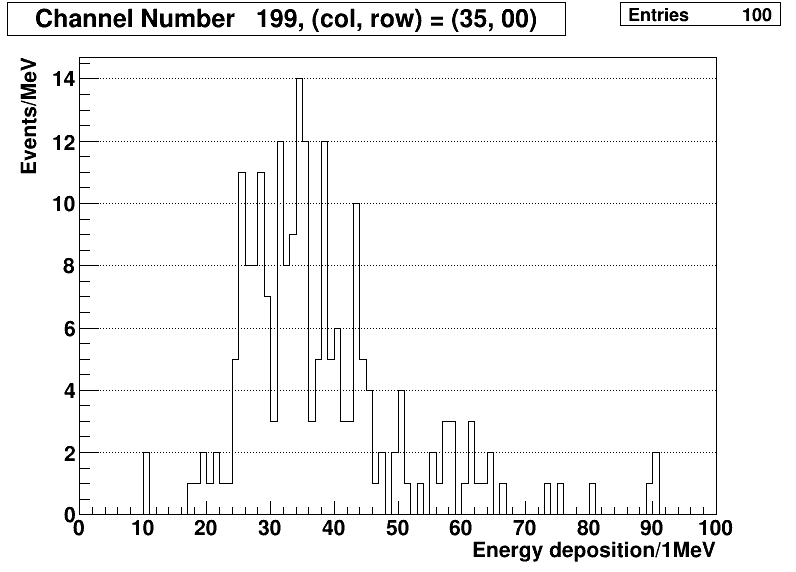 Channel Number 199, (col, row) = (35, 00)
Entries 100
Events/MeV
14
12
10
8
6
4
2
0
0 10 20 30 40 50 60 70 80 90 100
Energy deposition/1MeV